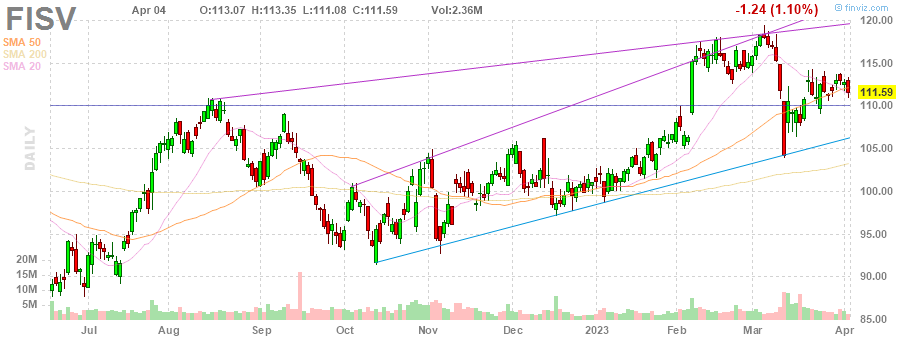 FISV Apr 04 O:113.07 H:113.35 L:111.08 C:111.59 Vol:2.36M -1.24 (1.10%) © finviz.com
SMA 50
SMA 200
SMA 20
DAILY
120.00
115.00
111.59
110.00
105.00
100.00
95.00
90.00
85.00
20M
15M
10M
5M
Jul Aug Sep Oct Nov Dec 2023 Feb Mar Apr